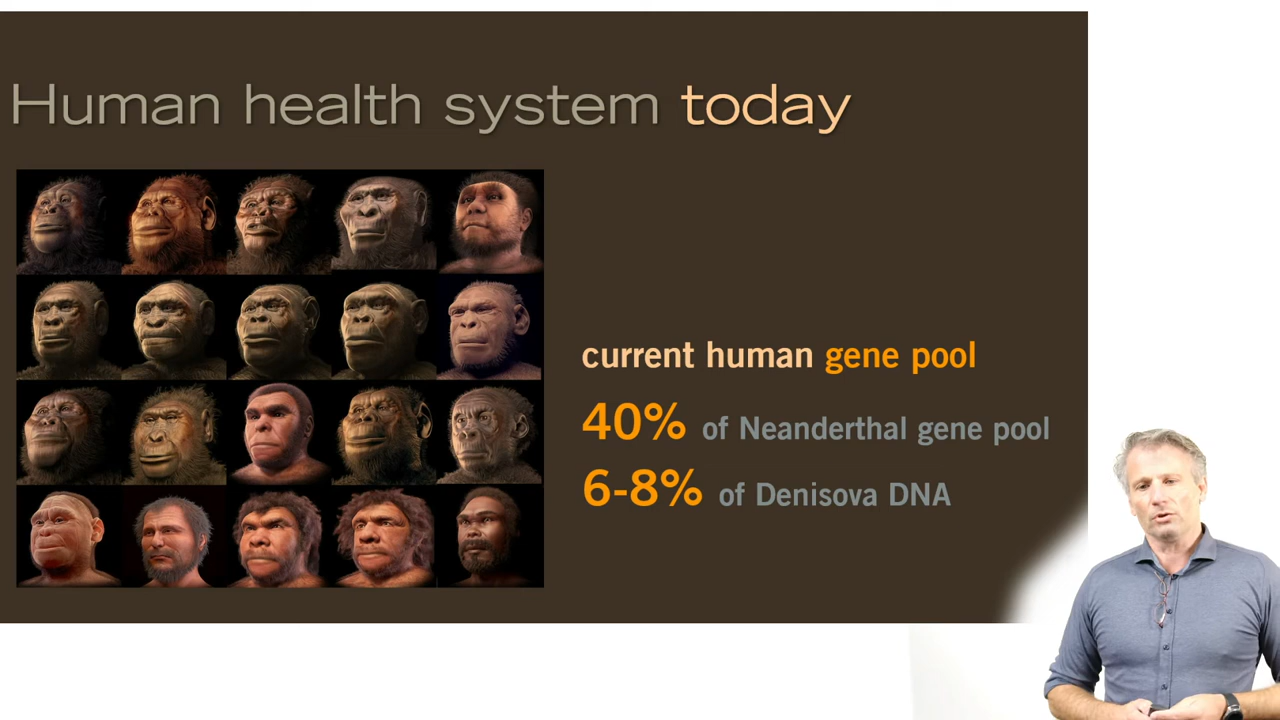 Human health system today
current human gene pool
40% of Neanderthal gene pool
6-8% of Denisova DNA